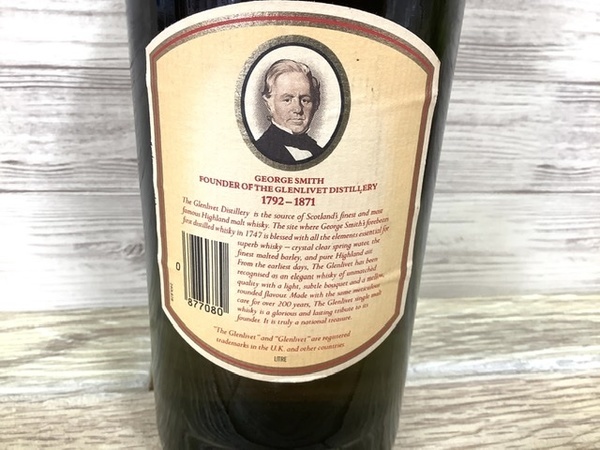 GEORGE SMITH
FOUNDER OF THE GLENLIVET DISTILLERY
1792–1871
The Glenlivet Distillery is the source of Scotland's finest and most
famous Highland malt whisky. The site where George Smith's forebears
first distilled whisky in 1747 is blessed with all the elements essential for
superb whisky – crystal clear spring water, the
finest malted barley, and pure Highland air.
From the earliest days, The Glenlivet has been
recognised as an elegant whisky of unmatched
quality with a light, subtle bouquet and a mellow,
rounded flavour. Made with the same meticulous
care for over 200 years, The Glenlivet single malt
whisky is a glorious and lasting tribute to its
founder. It is truly a national treasure.
0
877080
"The Glenlivet" and "Glenlivet" are registered
trademarks in the U.K. and other countries.
LITRE